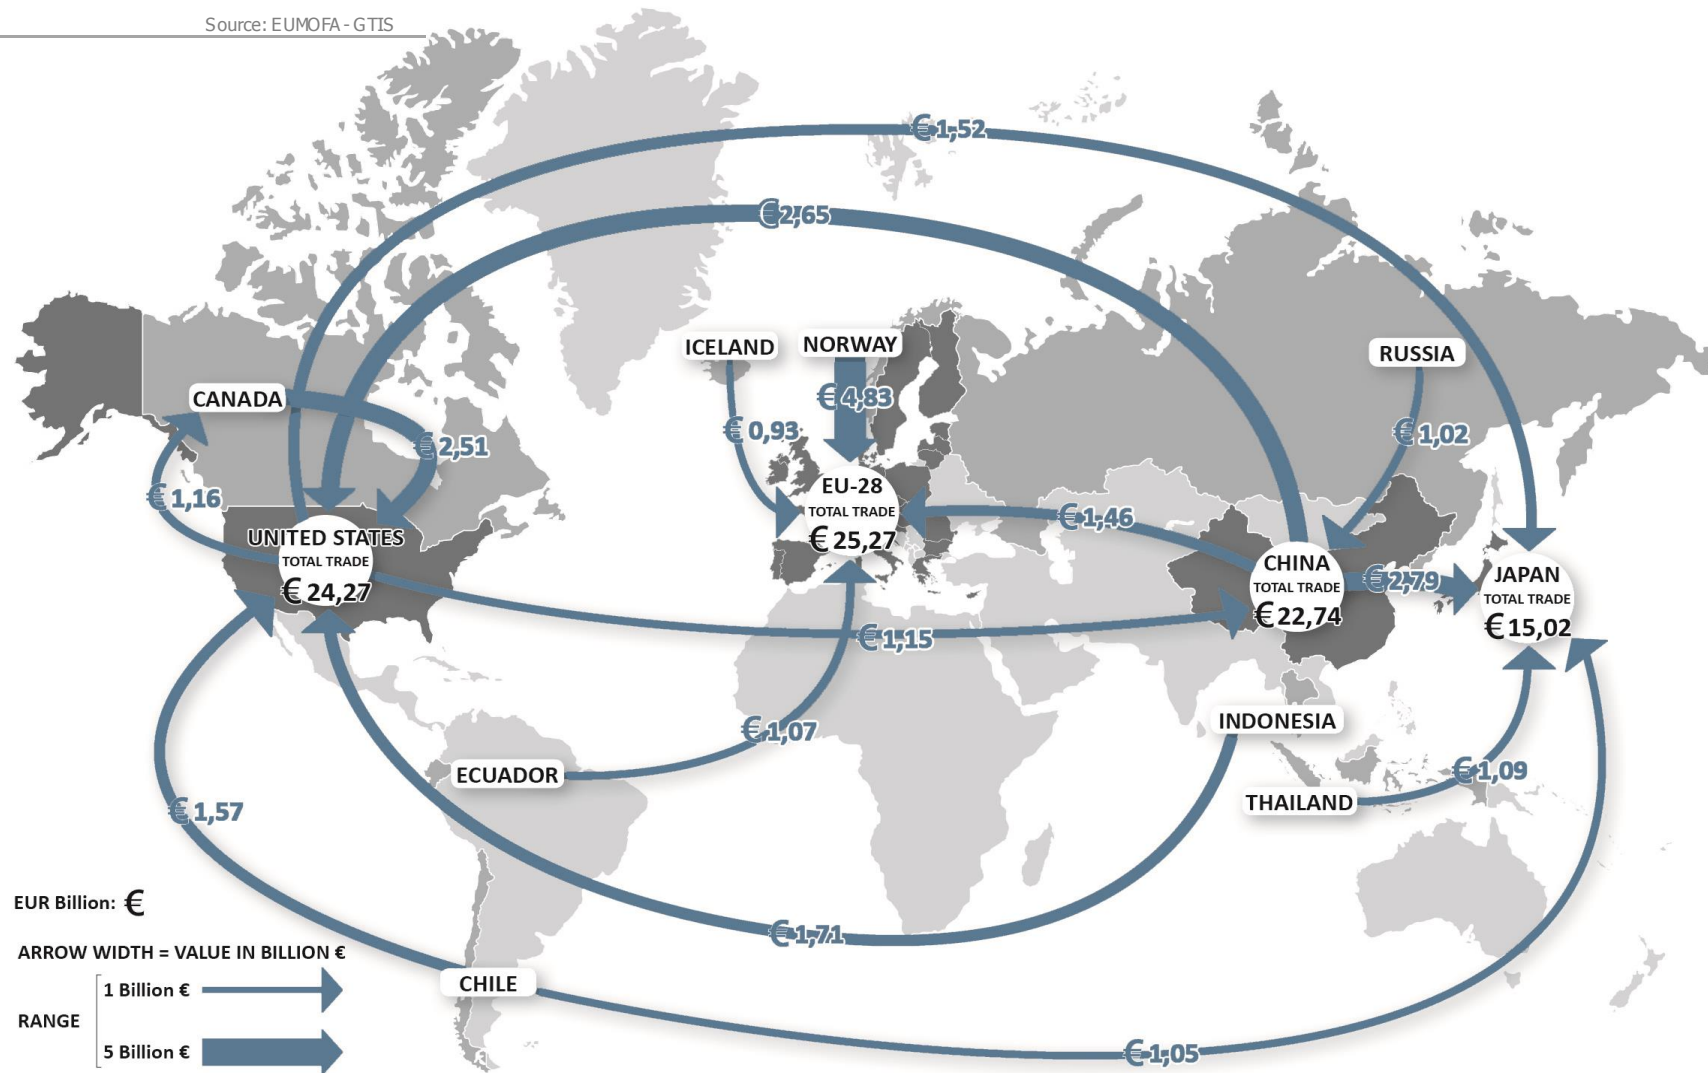 Source: EUMOFA - GTIS
€ 1,52
€ 2,65
ICELAND
NORWAY
RUSSIA
CANADA
€ 4,83
€ 0,93
€ 1,02
€ 2,51
€ 1,16
EU-28
TOTAL TRADE
€ 25,27
€ 1,46
UNITED STATES
TOTAL TRADE
€ 24,27
CHINA
TOTAL TRADE
€ 22,74
€ 2,79
JAPAN
TOTAL TRADE
€ 15,02
€ 1,15
INDONESIA
€ 1,07
ECUADOR
€ 1,09
THAILAND
€ 1,57
€ 1,71
EUR Billion: €
ARROW WIDTH = VALUE IN BILLION €
CHILE
1 Billion €
RANGE
5 Billion €
€ 1,05